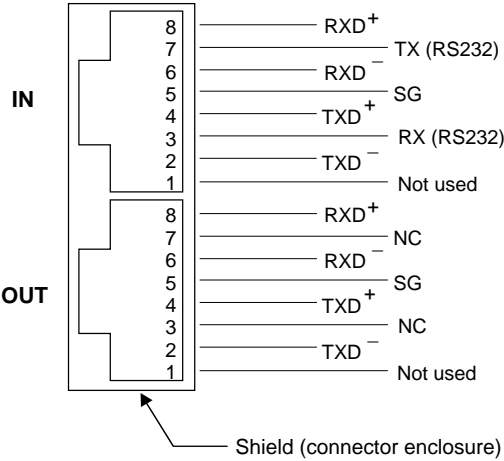 IN
8 RXD+
7 TX (RS232)
6 RXD−
5 SG
4 TXD+
3 RX (RS232)
2 TXD−
1 Not used
OUT
8 RXD+
7 NC
6 RXD−
5 SG
4 TXD+
3 NC
2 TXD−
1 Not used
Shield (connector enclosure)